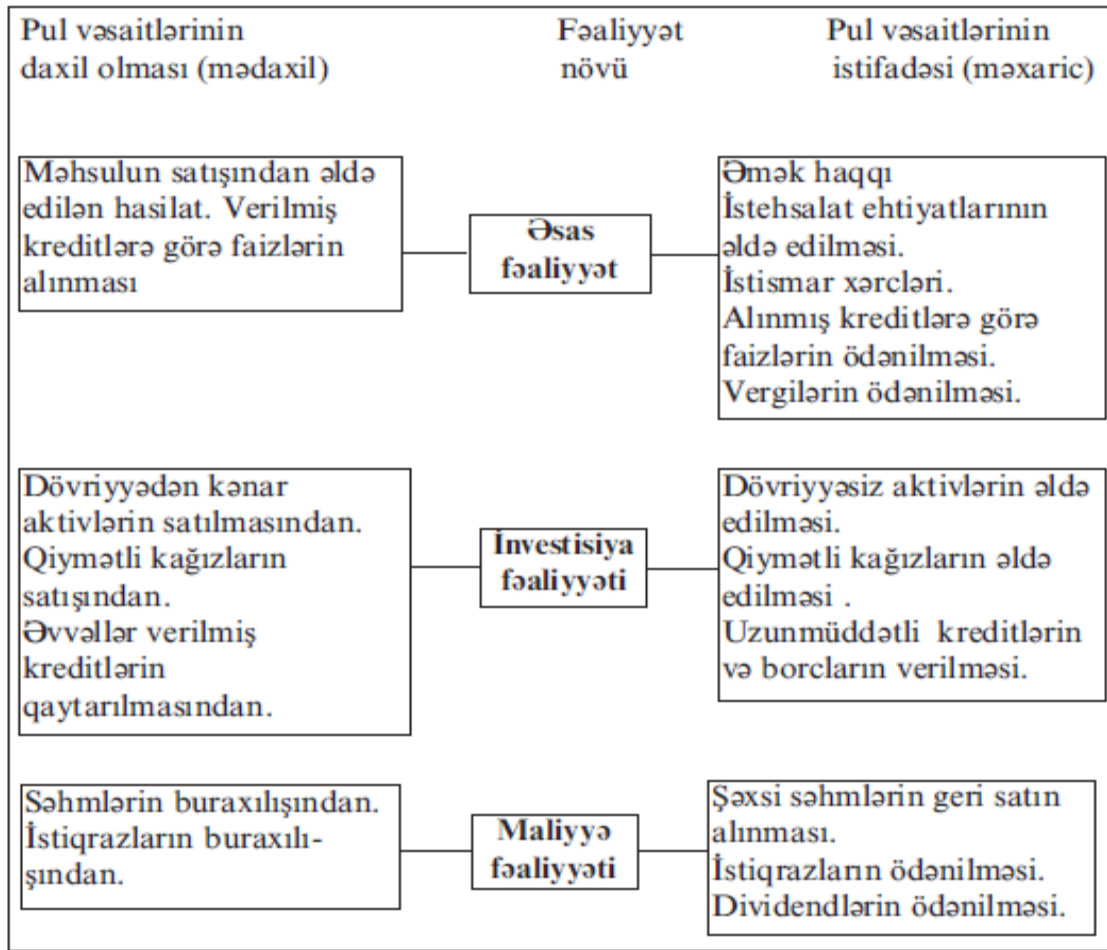 Pul vəsaitlərinin
daxil olması (mədaxil)
Fəaliyyət
növü
Pul vəsaitlərinin
istifadəsi (məxaric)
Məhsulun satışından əldə
edilən hasilat. Verilmiş
kreditlərə görə faizlərin
alınması
Əsas
fəaliyyət
Əmək haqqı
İstehsalat ehtiyatlarının
əldə edilməsi.
İstismar xərcləri.
Alınmış kreditlərə görə
faizlərin ödənilməsi.
Vergilərin ödənilməsi.
Dövriyyədən kənar
aktivlərin satılmasından.
Qiymətli kağızların
satışından.
Əvvəllər verilmiş
kreditlərin
qaytarılmasından.
İnvestisiya
fəaliyyəti
Dövriyyəsiz aktivlərin əldə
edilməsi.
Qiymətli kağızların əldə
edilməsi .
Uzunmüddətli kreditlərin
və borcların verilməsi.
Səhmlərin buraxılışından.
İstiqrazların buraxılı-
şından.
Maliyyə
fəaliyyəti
Şəxsi səhmlərin geri satın
alınması.
İstiqrazların ödənilməsi.
Dividendlərin ödənilməsi.